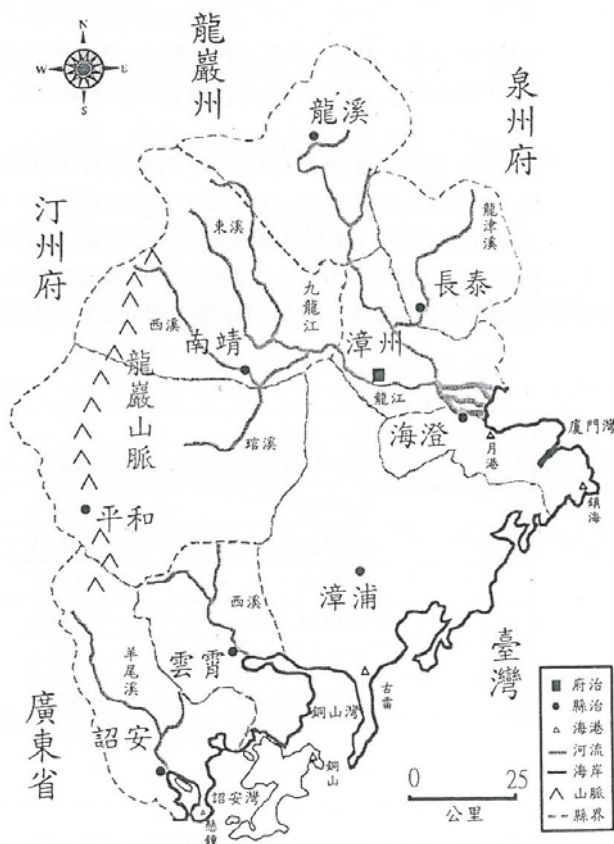 N
W
E
S
龍巖州
泉州府
龍溪
汀州府
東溪
龍津溪
九龍江
長泰
西溪
南靖
漳州
龍江
龍巖山脈
琯溪
海澄
月港
廈門灣
鎮海
平和
西溪
漳浦
臺灣
羊尾溪
雲霄
古雷
銅山灣
廣東省
詔安
銅山
詔安灣
懸鐘
0
25
公里
府治
縣治
海港
河流
海岸
山脈
縣界